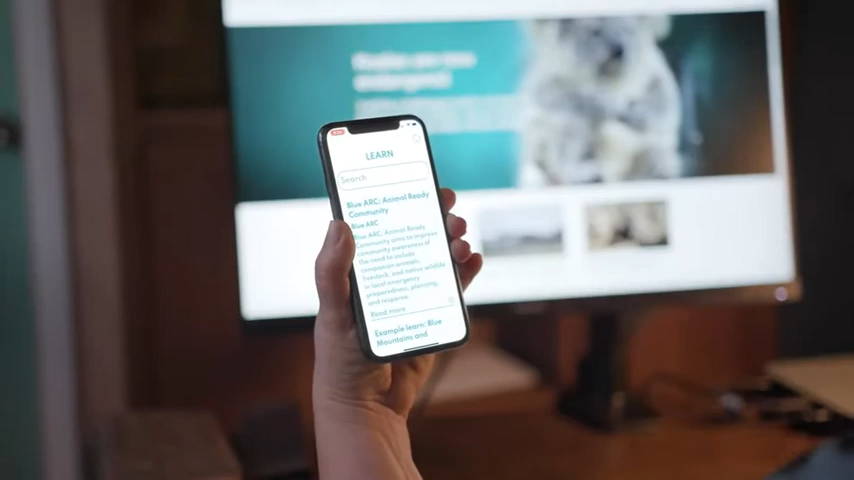 LEARN
Search
Blue ARC: Animal Ready
Community
Blue ARC
Blue ARC: Animal Ready
Community aims to improve
community awareness of
the need to include
companion animals,
livestock, and native wildlife
in local emergency
preparedness, planning,
and response.
Read more
Example learn: Blue
Mountains and